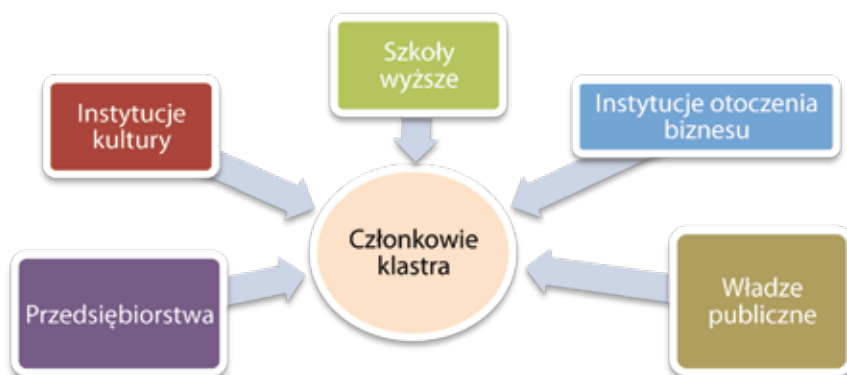 Szkoły
wyższe
Instytucje
kultury
Instytucje otoczenia
biznesu
Członkowie
klastra
Przedsiębiorstwa
Władze
publiczne